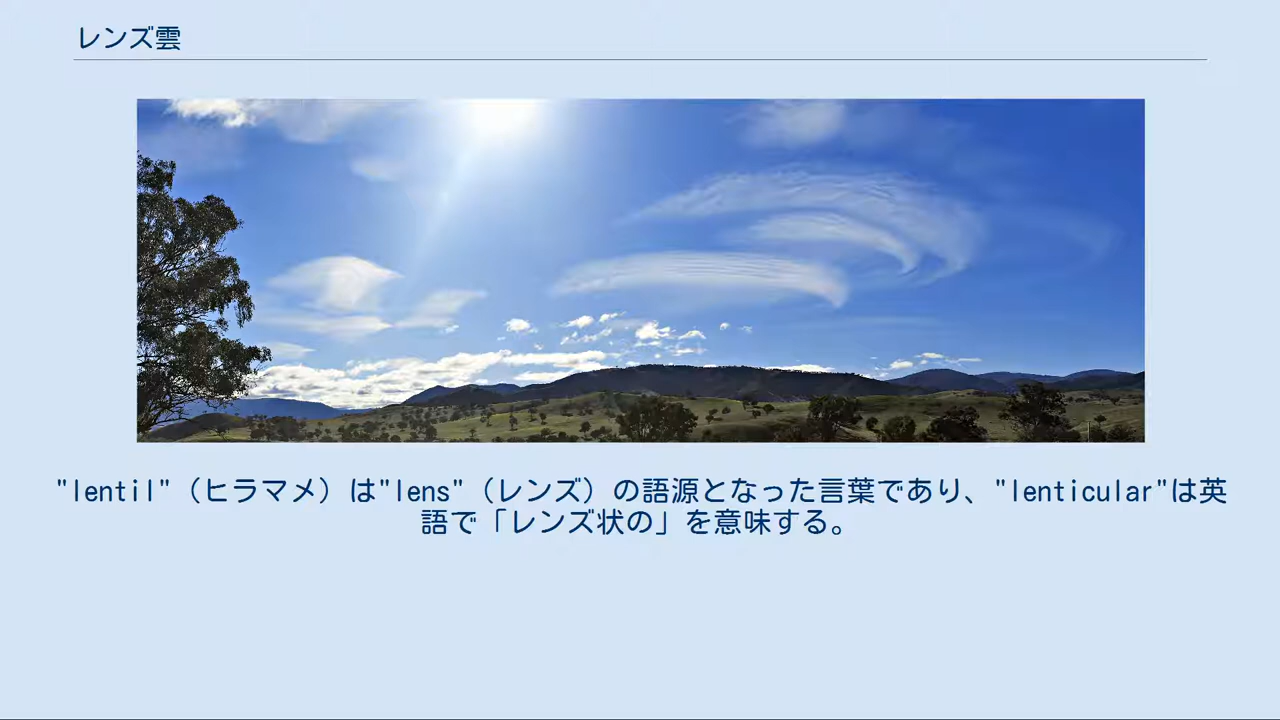 レンズ雲
"lentil"（ヒラマメ）は"lens"（レンズ）の語源となった言葉であり、"lenticular"は英
語で「レンズ状の」を意味する。